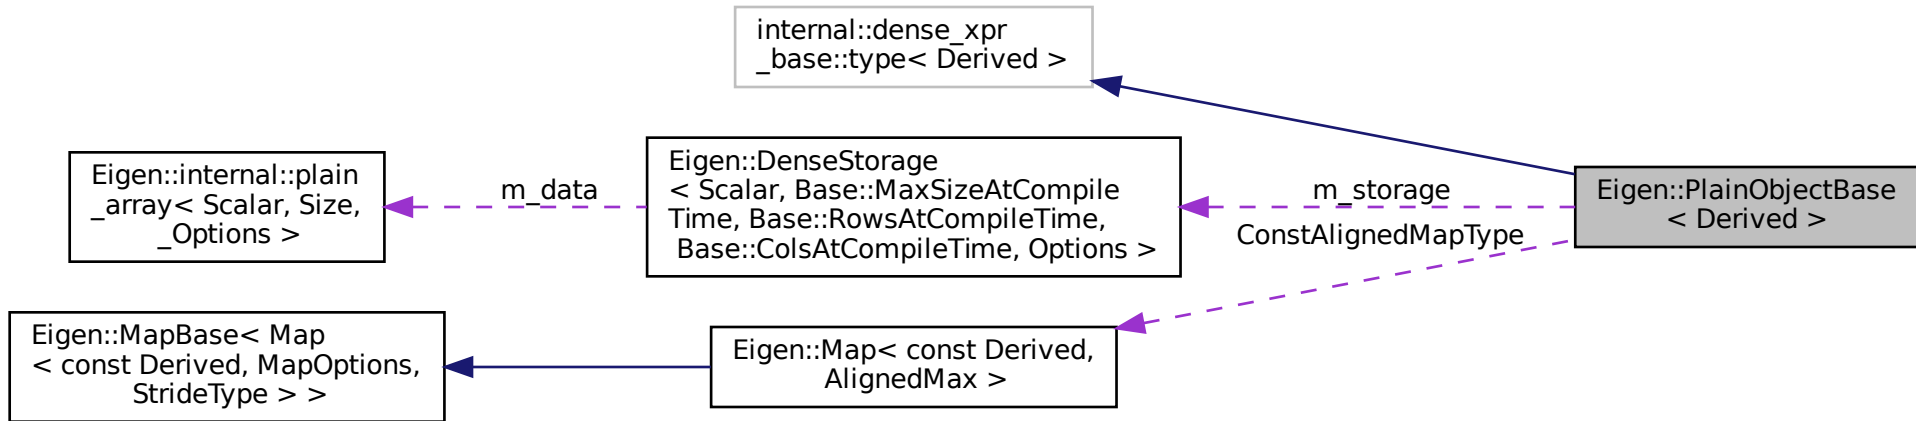 internal::dense_xpr
_base::type< Derived >
Eigen::internal::plain
_array< Scalar, Size,
_Options >
m_data
Eigen::DenseStorage
< Scalar, Base::MaxSizeAtCompile
Time, Base::RowsAtCompileTime,
Base::ColsAtCompileTime, Options >
m_storage
ConstAlignedMapType
Eigen::PlainObjectBase
< Derived >
Eigen::MapBase< Map
< const Derived, MapOptions,
StrideType > >
Eigen::Map< const Derived,
AlignedMax >